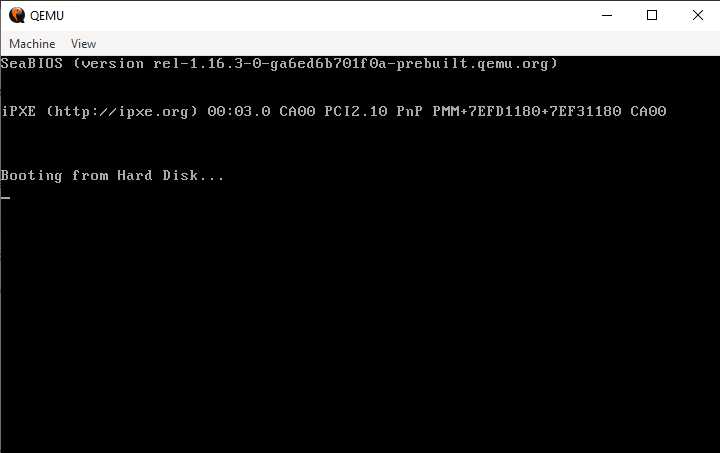 QEMU
Machine View
SeaBIOS (version rel-1.16.3-0-ga6ed6b701f0a-prebuilt.qemu.org)
iPXE (http://ipxe.org) 00:03.0 CA00 PCI2.10 PnP PMM+7EFD1180+7EF31180 CA00
Booting from Hard Disk...